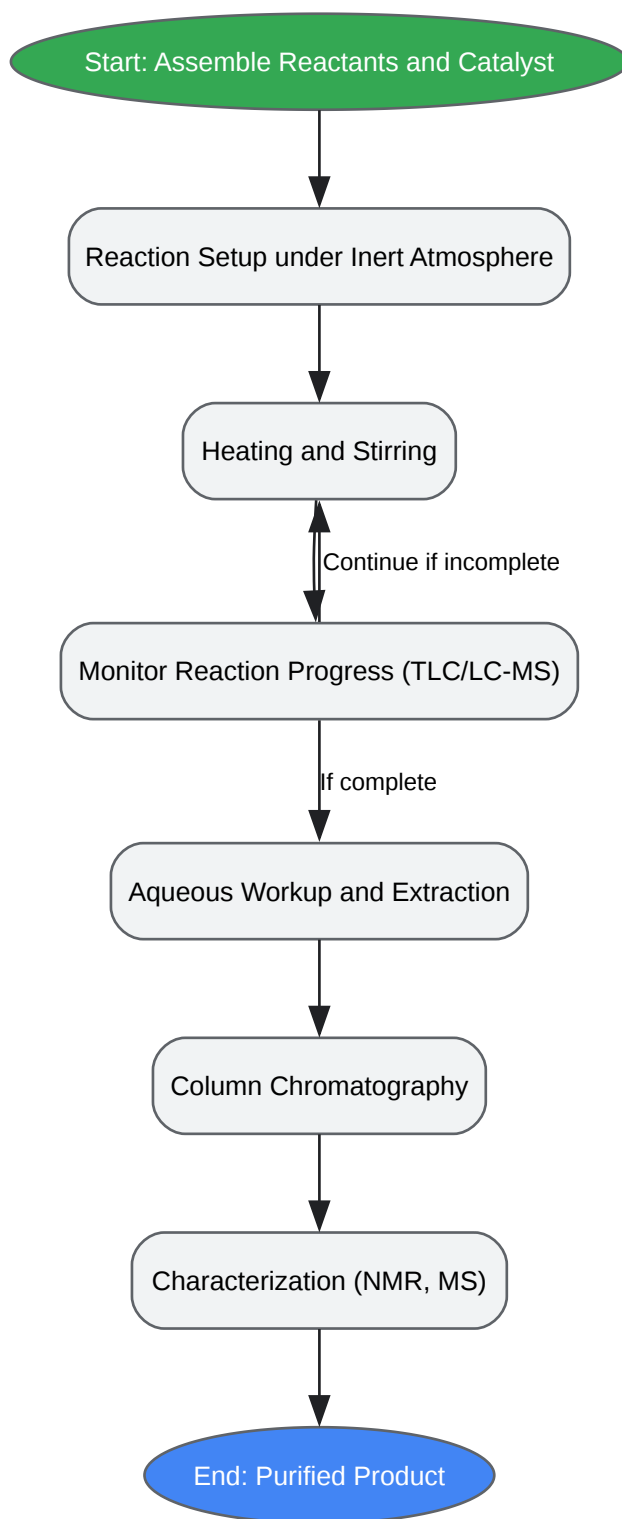 Start: Assemble Reactants and Catalyst
Reaction Setup under Inert Atmosphere
Heating and Stirring
Continue if incomplete
Monitor Reaction Progress (TLC/LC-MS)
If complete
Aqueous Workup and Extraction
Column Chromatography
Characterization (NMR, MS)
End: Purified Product